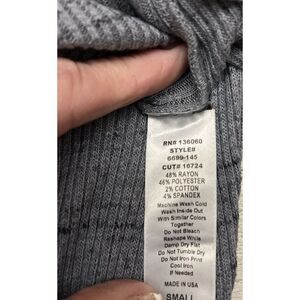 RN# 136060
STYLE#
6699-145
CUT# 16724
48% RAYON
46% POLYESTER
2% COTTON
4% SPANDEX
Machine Wash Cold
Wash Inside Out
With Similar Colors
Together
Do Not Bleach
Reshape While
Damp Dry Flat
Do Not Tumble Dry
Do Not Iron Print
Cool Iron
If Needed
MADE IN USA
SMALL